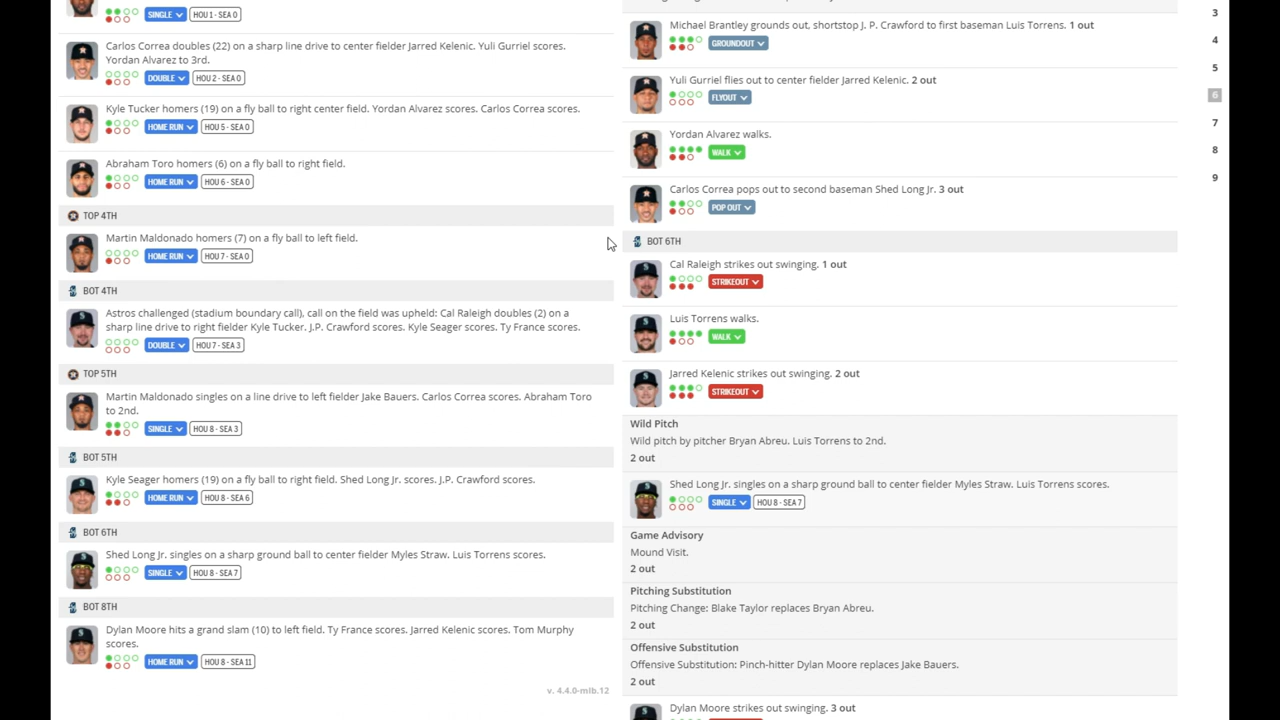 SINGLE HOU 1 - SEA 0
Carlos Correa doubles (22) on a sharp line drive to center fielder Jarred Kelenic. Yuli Gurriel scores.
Yordan Alvarez to 3rd.
DOUBLE HOU 2 - SEA 0
Kyle Tucker homers (19) on a fly ball to right center field. Yordan Alvarez scores. Carlos Correa scores.
HOME RUN HOU 5 - SEA 0
Abraham Toro homers (6) on a fly ball to right field.
HOME RUN HOU 6 - SEA 0
TOP 4TH
Martin Maldonado homers (7) on a fly ball to left field.
HOME RUN HOU 7 - SEA 0
BOT 4TH
Astros challenged (stadium boundary call), call on the field was upheld: Cal Raleigh doubles (2) on a
sharp line drive to right fielder Kyle Tucker. J.P. Crawford scores. Kyle Seager scores. Ty France scores.
DOUBLE HOU 7 - SEA 3
TOP 5TH
Martin Maldonado singles on a line drive to left fielder Jake Bauers. Carlos Correa scores. Abraham Toro
to 2nd.
SINGLE HOU 8 - SEA 3
BOT 5TH
Kyle Seager homers (19) on a fly ball to right field. Shed Long Jr. scores. J.P. Crawford scores.
HOME RUN HOU 8 - SEA 6
BOT 6TH
Shed Long Jr. singles on a sharp ground ball to center fielder Myles Straw. Luis Torrens scores.
SINGLE HOU 8 - SEA 7
BOT 8TH
Dylan Moore hits a grand slam (10) to left field. Ty France scores. Jarred Kelenic scores. Tom Murphy
scores.
HOME RUN HOU 8 - SEA 11
v. 4.4.0-mlb.12
Michael Brantley grounds out, shortstop J. P. Crawford to first baseman Luis Torrens. 1 out
GROUNDOUT
Yuli Gurriel flies out to center fielder Jarred Kelenic. 2 out
FLYOUT
Yordan Alvarez walks.
WALK
Carlos Correa pops out to second baseman Shed Long Jr. 3 out
POP OUT
BOT 6TH
Cal Raleigh strikes out swinging. 1 out
STRIKEOUT
Luis Torrens walks.
WALK
Jarred Kelenic strikes out swinging. 2 out
STRIKEOUT
Wild Pitch
Wild pitch by pitcher Bryan Abreu. Luis Torrens to 2nd.
2 out
Shed Long Jr. singles on a sharp ground ball to center fielder Myles Straw. Luis Torrens scores.
SINGLE HOU 8 - SEA 7
Game Advisory
Mound Visit.
2 out
Pitching Substitution
Pitching Change: Blake Taylor replaces Bryan Abreu.
2 out
Offensive Substitution
Offensive Substitution: Pinch-hitter Dylan Moore replaces Jake Bauers.
2 out
Dylan Moore strikes out swinging. 3 out
3
4
5
6
7
8
9